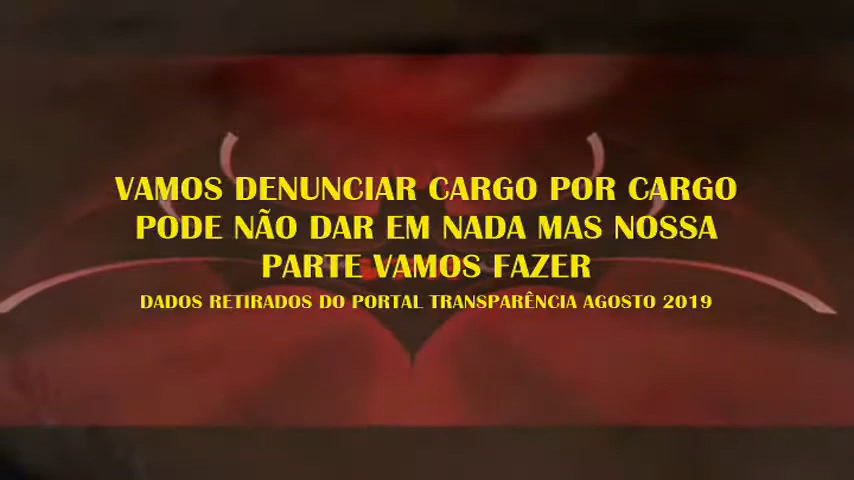 VAMOS DENUNCIAR CARGO POR CARGO
PODE NÃO DAR EM NADA MAS NOSSA
PARTE VAMOS FAZER
DADOS RETIRADOS DO PORTAL TRANSPARÊNCIA AGOSTO 2019